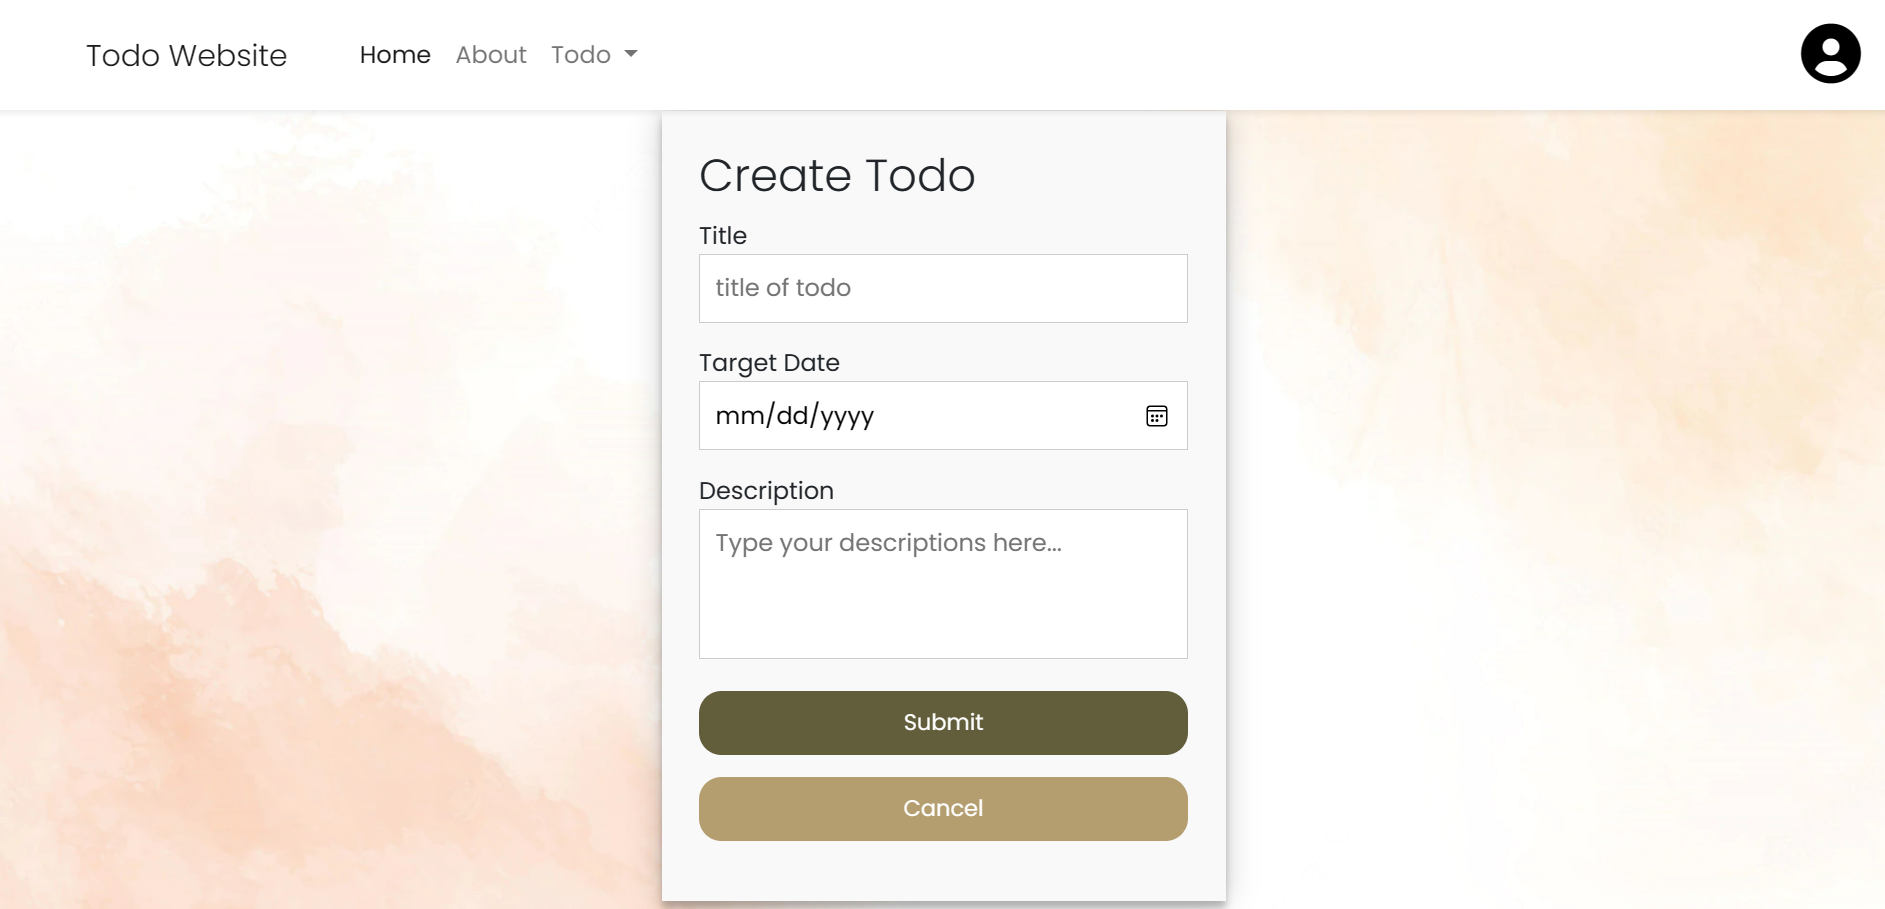 Todo Website Home About Todo
Create Todo
Title
title of todo
Target Date
mm/dd/yyyy
Description
Type your descriptions here...
Submit
Cancel